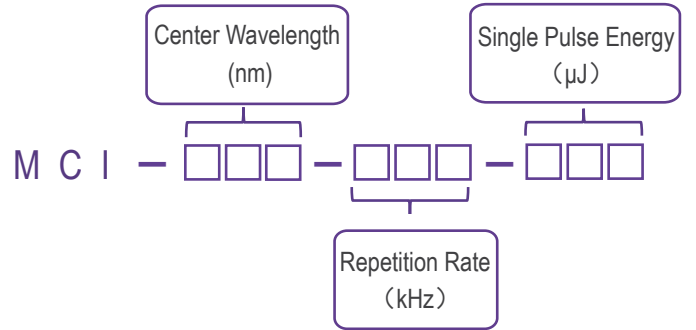 Center Wavelength
(nm)
Single Pulse Energy
（μJ）
M C I – □□□ – □□□ – □□□
Repetition Rate
（kHz）